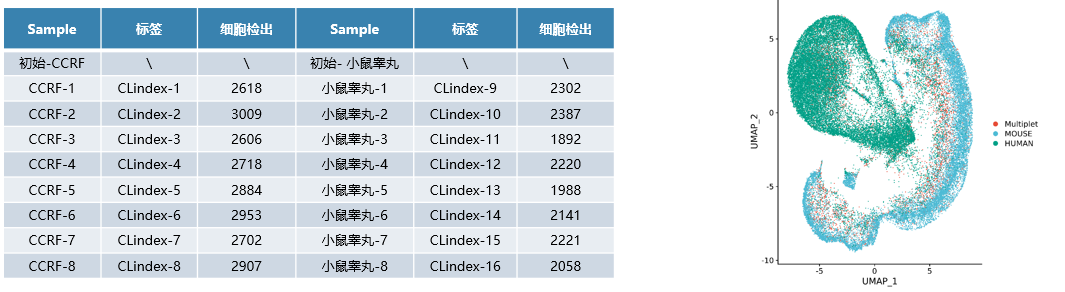 Sample 标签 细胞检出 Sample 标签 细胞检出
初始-CCRF \ \ 初始- 小鼠睾丸 \ \
CCRF-1 CLindex-1 2618 小鼠睾丸-1 CLindex-9 2302
CCRF-2 CLindex-2 3009 小鼠睾丸-2 CLindex-10 2387
CCRF-3 CLindex-3 2606 小鼠睾丸-3 CLindex-11 1892
CCRF-4 CLindex-4 2718 小鼠睾丸-4 CLindex-12 2220
CCRF-5 CLindex-5 2884 小鼠睾丸-5 CLindex-13 1988
CCRF-6 CLindex-6 2953 小鼠睾丸-6 CLindex-14 2141
CCRF-7 CLindex-7 2702 小鼠睾丸-7 CLindex-15 2221
CCRF-8 CLindex-8 2907 小鼠睾丸-8 CLindex-16 2058
UMAP_2
5
0
-5
-10
-5 0 5
UMAP_1
Multiplet
MOUSE
HUMAN